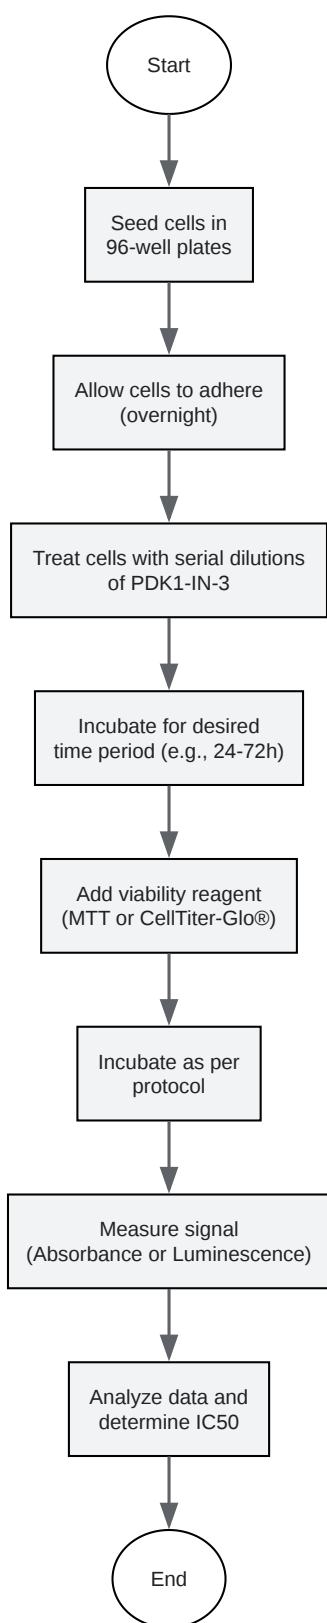 Start
Seed cells in
96-well plates
Allow cells to adhere
(overnight)
Treat cells with serial dilutions
of PDK1-IN-3
Incubate for desired
time period (e.g., 24-72h)
Add viability reagent
(MTT or CellTiter-Glo®)
Incubate as per
protocol
Measure signal
(Absorbance or Luminescence)
Analyze data and
determine IC50
End